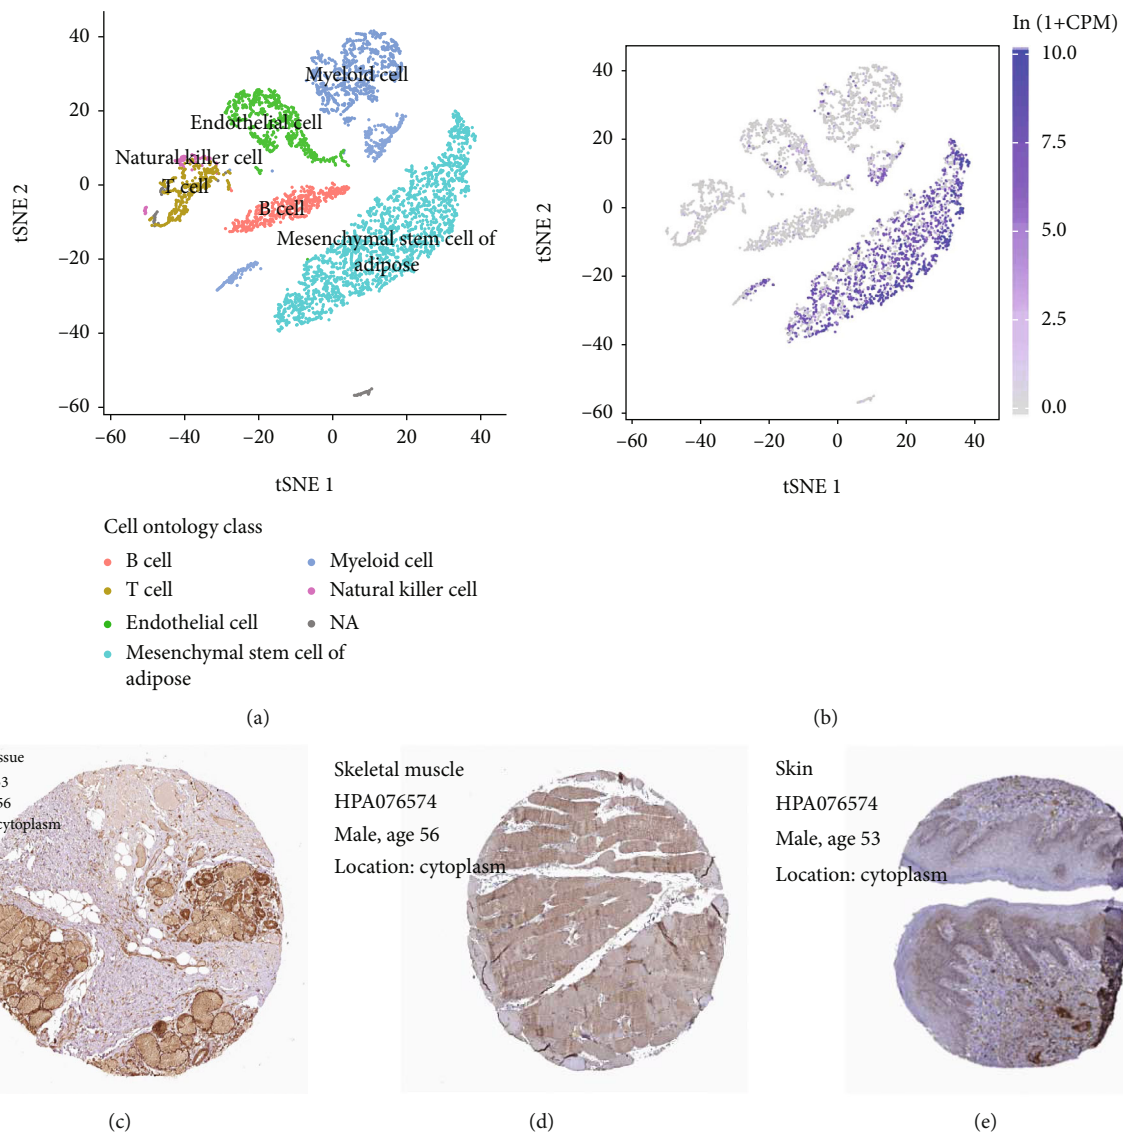 40
20
0
−20
−40
−60
tSNE 2
Myeloid cell
Endothelial cell
Natural killer cell
T cell
B cell
Mesenchymal stem cell of
adipose
−60 −40 −20 0 20 40
tSNE 1
Cell ontology class
B cell
T cell
Endothelial cell
Mesenchymal stem cell of
adipose
Myeloid cell
Natural killer cell
NA
(a)
40
20
0
−20
−40
−60
tSNE 2
−60 −40 −20 0 20 40
tSNE 1
In (1+CPM)
10.0
7.5
5.0
2.5
0.0
(b)
ssue
53
56
cytoplasm
(c)
Skeletal muscle
HPA076574
Male, age 56
Location: cytoplasm
(d)
Skin
HPA076574
Male, age 53
Location: cytoplasm
(e)